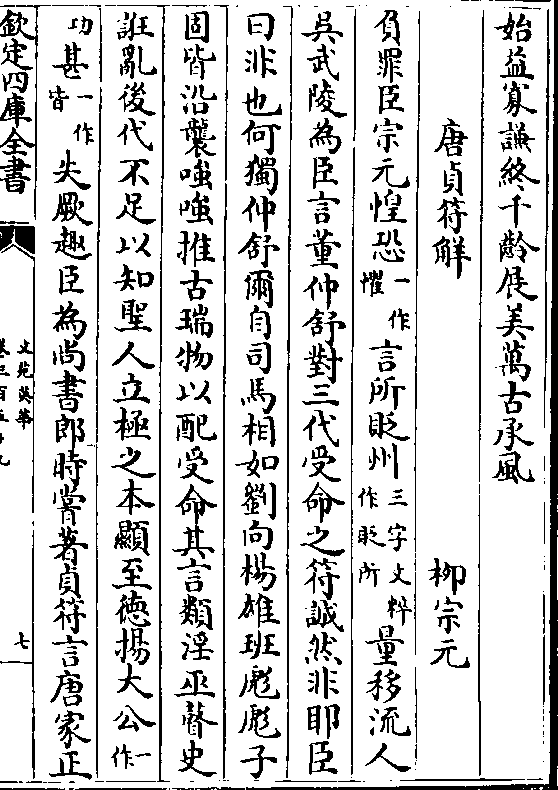 始益寡謙終千齡展美萬古承風
唐貞符解　柳宗元
負罪臣宗元惶恐一作懼言所貶州三字文粹作貶所量移流人
吳武陵為臣言董仲舒對三代受命之符誠然非耶臣
曰非也何獨仲舒爾自司馬相如劉向楊雄班彪彪子
固皆沿襲嗤嗤推古瑞物以配受命其言類淫巫瞽史
誑亂後代不足以知聖人立極之本顯至德揚大公一作
功甚一作皆失厥趣臣為尚書郎時嘗著貞符言唐家正
欽定四庫全書
文苑英華
卷三百五十九
七